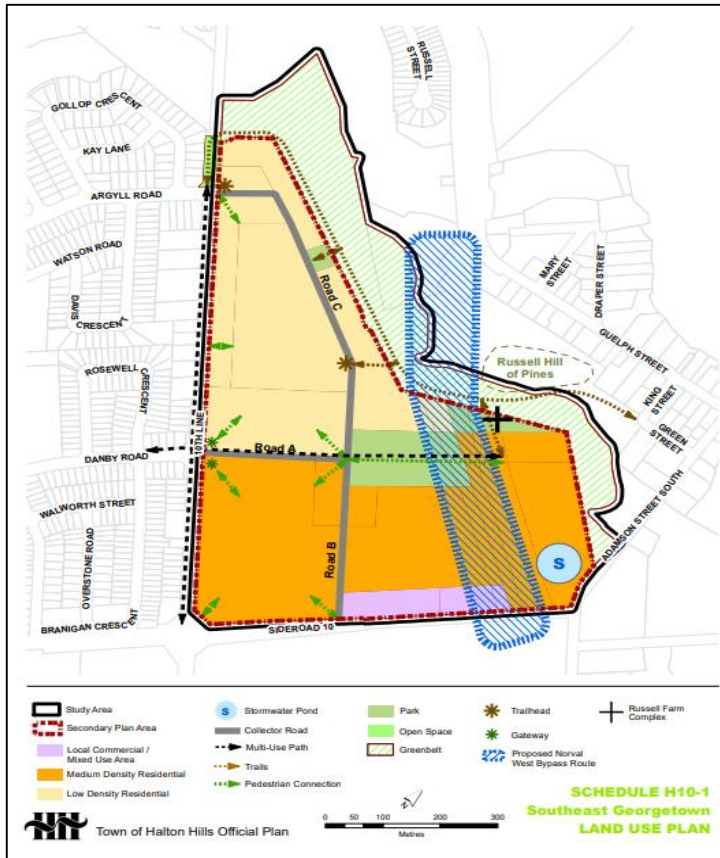 RUSSELL
STREET
GOLLOP CRESCENT
KAY LANE
ARGYLL ROAD
WATSON ROAD
DAVIS
CRESCENT
ROSEWELL
CRESCENT
DANBY ROAD
WALWORTH STREET
OVERSTONE ROAD
BRANIGAN CRESCENT
10TH LINE
Road C
Road A
Road B
SIDEROAD 10
MARY
STREET
DRAPER STREET
GUELPH STREET
Russell Hill
of Pines
KING
STREET
GREEN
STREET
ADAMSON STREET SOUTH
S
Study Area
Secondary Plan Area
Local Commercial /
Mixed Use Area
Medium Density Residential
Low Density Residential
S
Stormwater Pond
Collector Road
Multi-Use Path
Trails
Pedestrian Connection
Park
Open Space
Greenbelt
Trailhead
Gateway
Proposed Norval
West Bypass Route
Russell Farm
Complex
Town of Halton Hills Official Plan
0 50 100 200 300
Metres
SCHEDULE H10-1
Southeast Georgetown
LAND USE PLAN